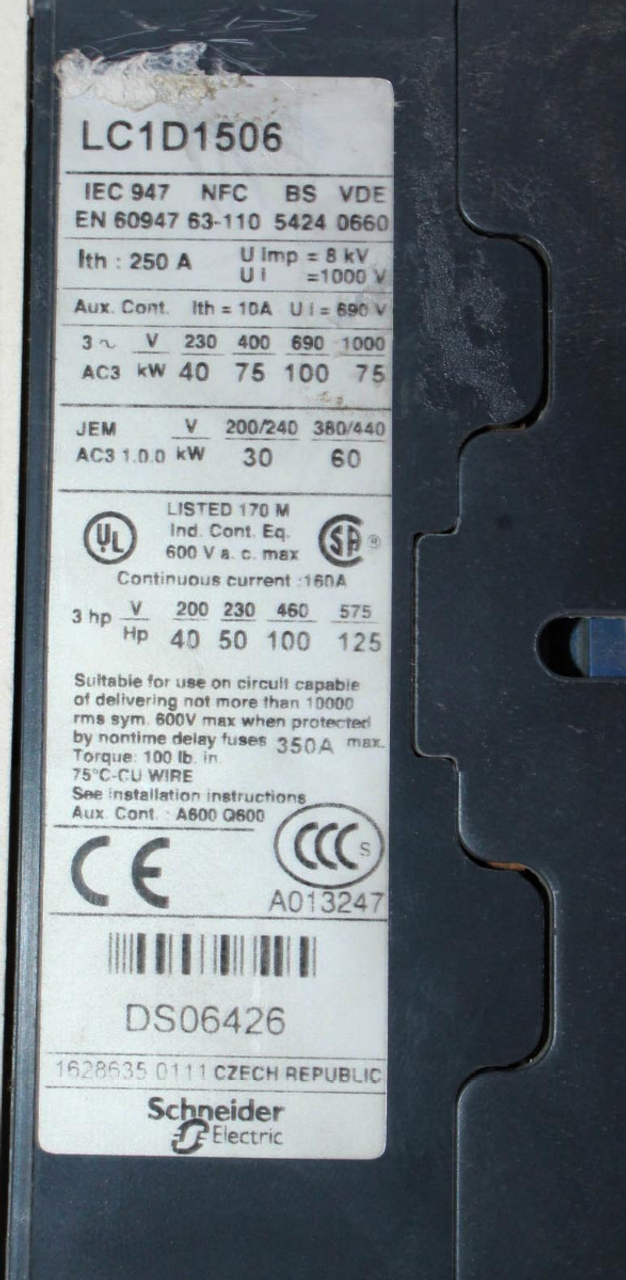 LC1D1506
IEC 947 NFC BS VDE
EN 60947 63-110 5424 0660
Ith : 250 A U imp = 8 kV
U i =1000 V
Aux. Cont. Ith = 10A U i = 690 V
3 ~ V 230 400 690 1000
AC3 kW 40 75 100 75
JEM V 200/240 380/440
AC3 1.0.0 kW 30 60
LISTED 170 M
UL Ind. Cont. Eq. SA ®
600 V a. c. max
Continuous current :160A
3 hp V 200 230 460 575
Hp 40 50 100 125
Suitable for use on circuit capable
of delivering not more than 10000
rms sym. 600V max when protected
by nontime delay fuses 350A max.
Torque: 100 lb. in.
75°C-CU WIRE
See installation instructions
Aux. Cont. : A600 Q600
CE CCC S
A013247
DS06426
1628635 0111 CZECH REPUBLIC
Schneider
Electric